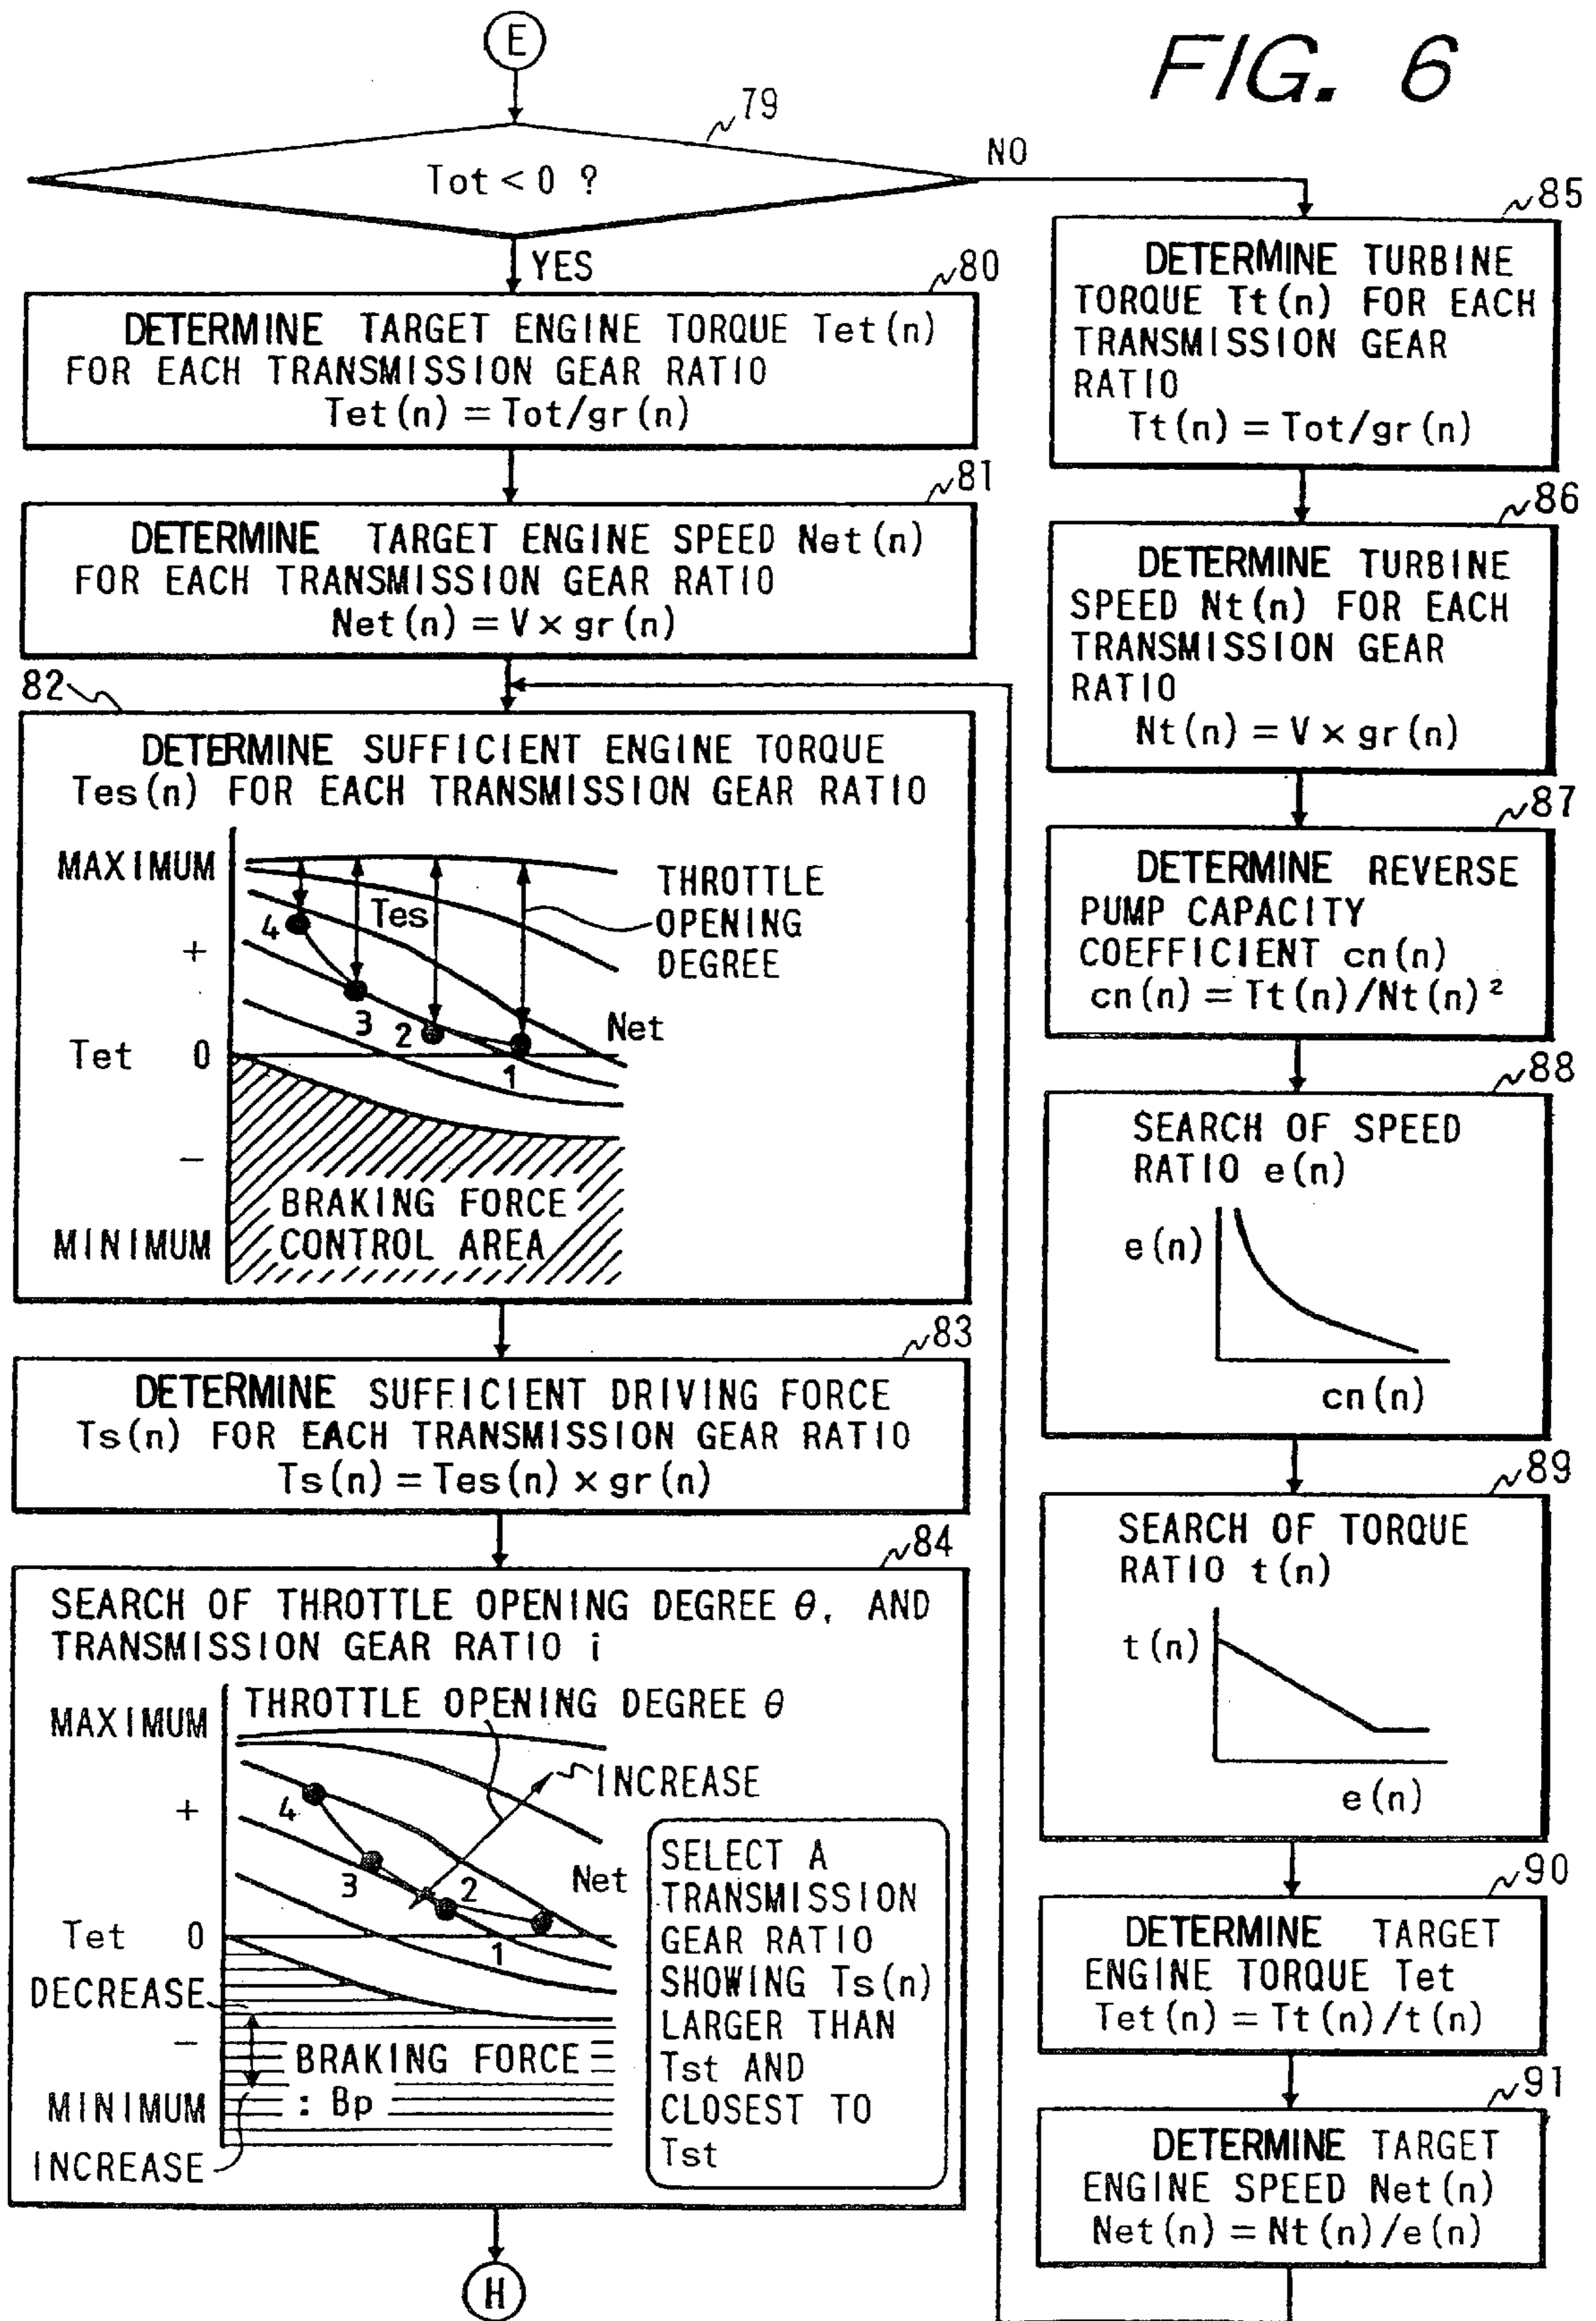 FIG. 6
E
79
Tot < 0 ?
NO
YES
80
DETERMINE TARGET ENGINE TORQUE Tet(n)
FOR EACH TRANSMISSION GEAR RATIO
Tet(n) = Tot/gr(n)
81
DETERMINE TARGET ENGINE SPEED Net(n)
FOR EACH TRANSMISSION GEAR RATIO
Net(n) = V × gr(n)
82
DETERMINE SUFFICIENT ENGINE TORQUE
Tes(n) FOR EACH TRANSMISSION GEAR RATIO
MAXIMUM
THROTTLE
OPENING
DEGREE
Tes
4
+
3
2
1
Net
Tet 0
−
BRAKING FORCE
CONTROL AREA
MINIMUM
83
DETERMINE SUFFICIENT DRIVING FORCE
Ts(n) FOR EACH TRANSMISSION GEAR RATIO
Ts(n) = Tes(n) × gr(n)
84
SEARCH OF THROTTLE OPENING DEGREE θ, AND
TRANSMISSION GEAR RATIO i
THROTTLE OPENING DEGREE θ
MAXIMUM
INCREASE
+
4
3
2
1
Net
Tet 0
DECREASE
−
BRAKING FORCE
: Bp
MINIMUM
INCREASE
SELECT A
TRANSMISSION
GEAR RATIO
SHOWING Ts(n)
LARGER THAN
Tst AND
CLOSEST TO
Tst
H
85
DETERMINE TURBINE
TORQUE Tt(n) FOR EACH
TRANSMISSION GEAR
RATIO
Tt(n) = Tot/gr(n)
86
DETERMINE TURBINE
SPEED Nt(n) FOR EACH
TRANSMISSION GEAR
RATIO
Nt(n) = V × gr(n)
87
DETERMINE REVERSE
PUMP CAPACITY
COEFFICIENT cn(n)
cn(n) = Tt(n)/Nt(n)²
88
SEARCH OF SPEED
RATIO e(n)
e(n)
cn(n)
89
SEARCH OF TORQUE
RATIO t(n)
t(n)
e(n)
90
DETERMINE TARGET
ENGINE TORQUE Tet
Tet(n) = Tt(n)/t(n)
91
DETERMINE TARGET
ENGINE SPEED Net(n)
Net(n) = Nt(n)/e(n)